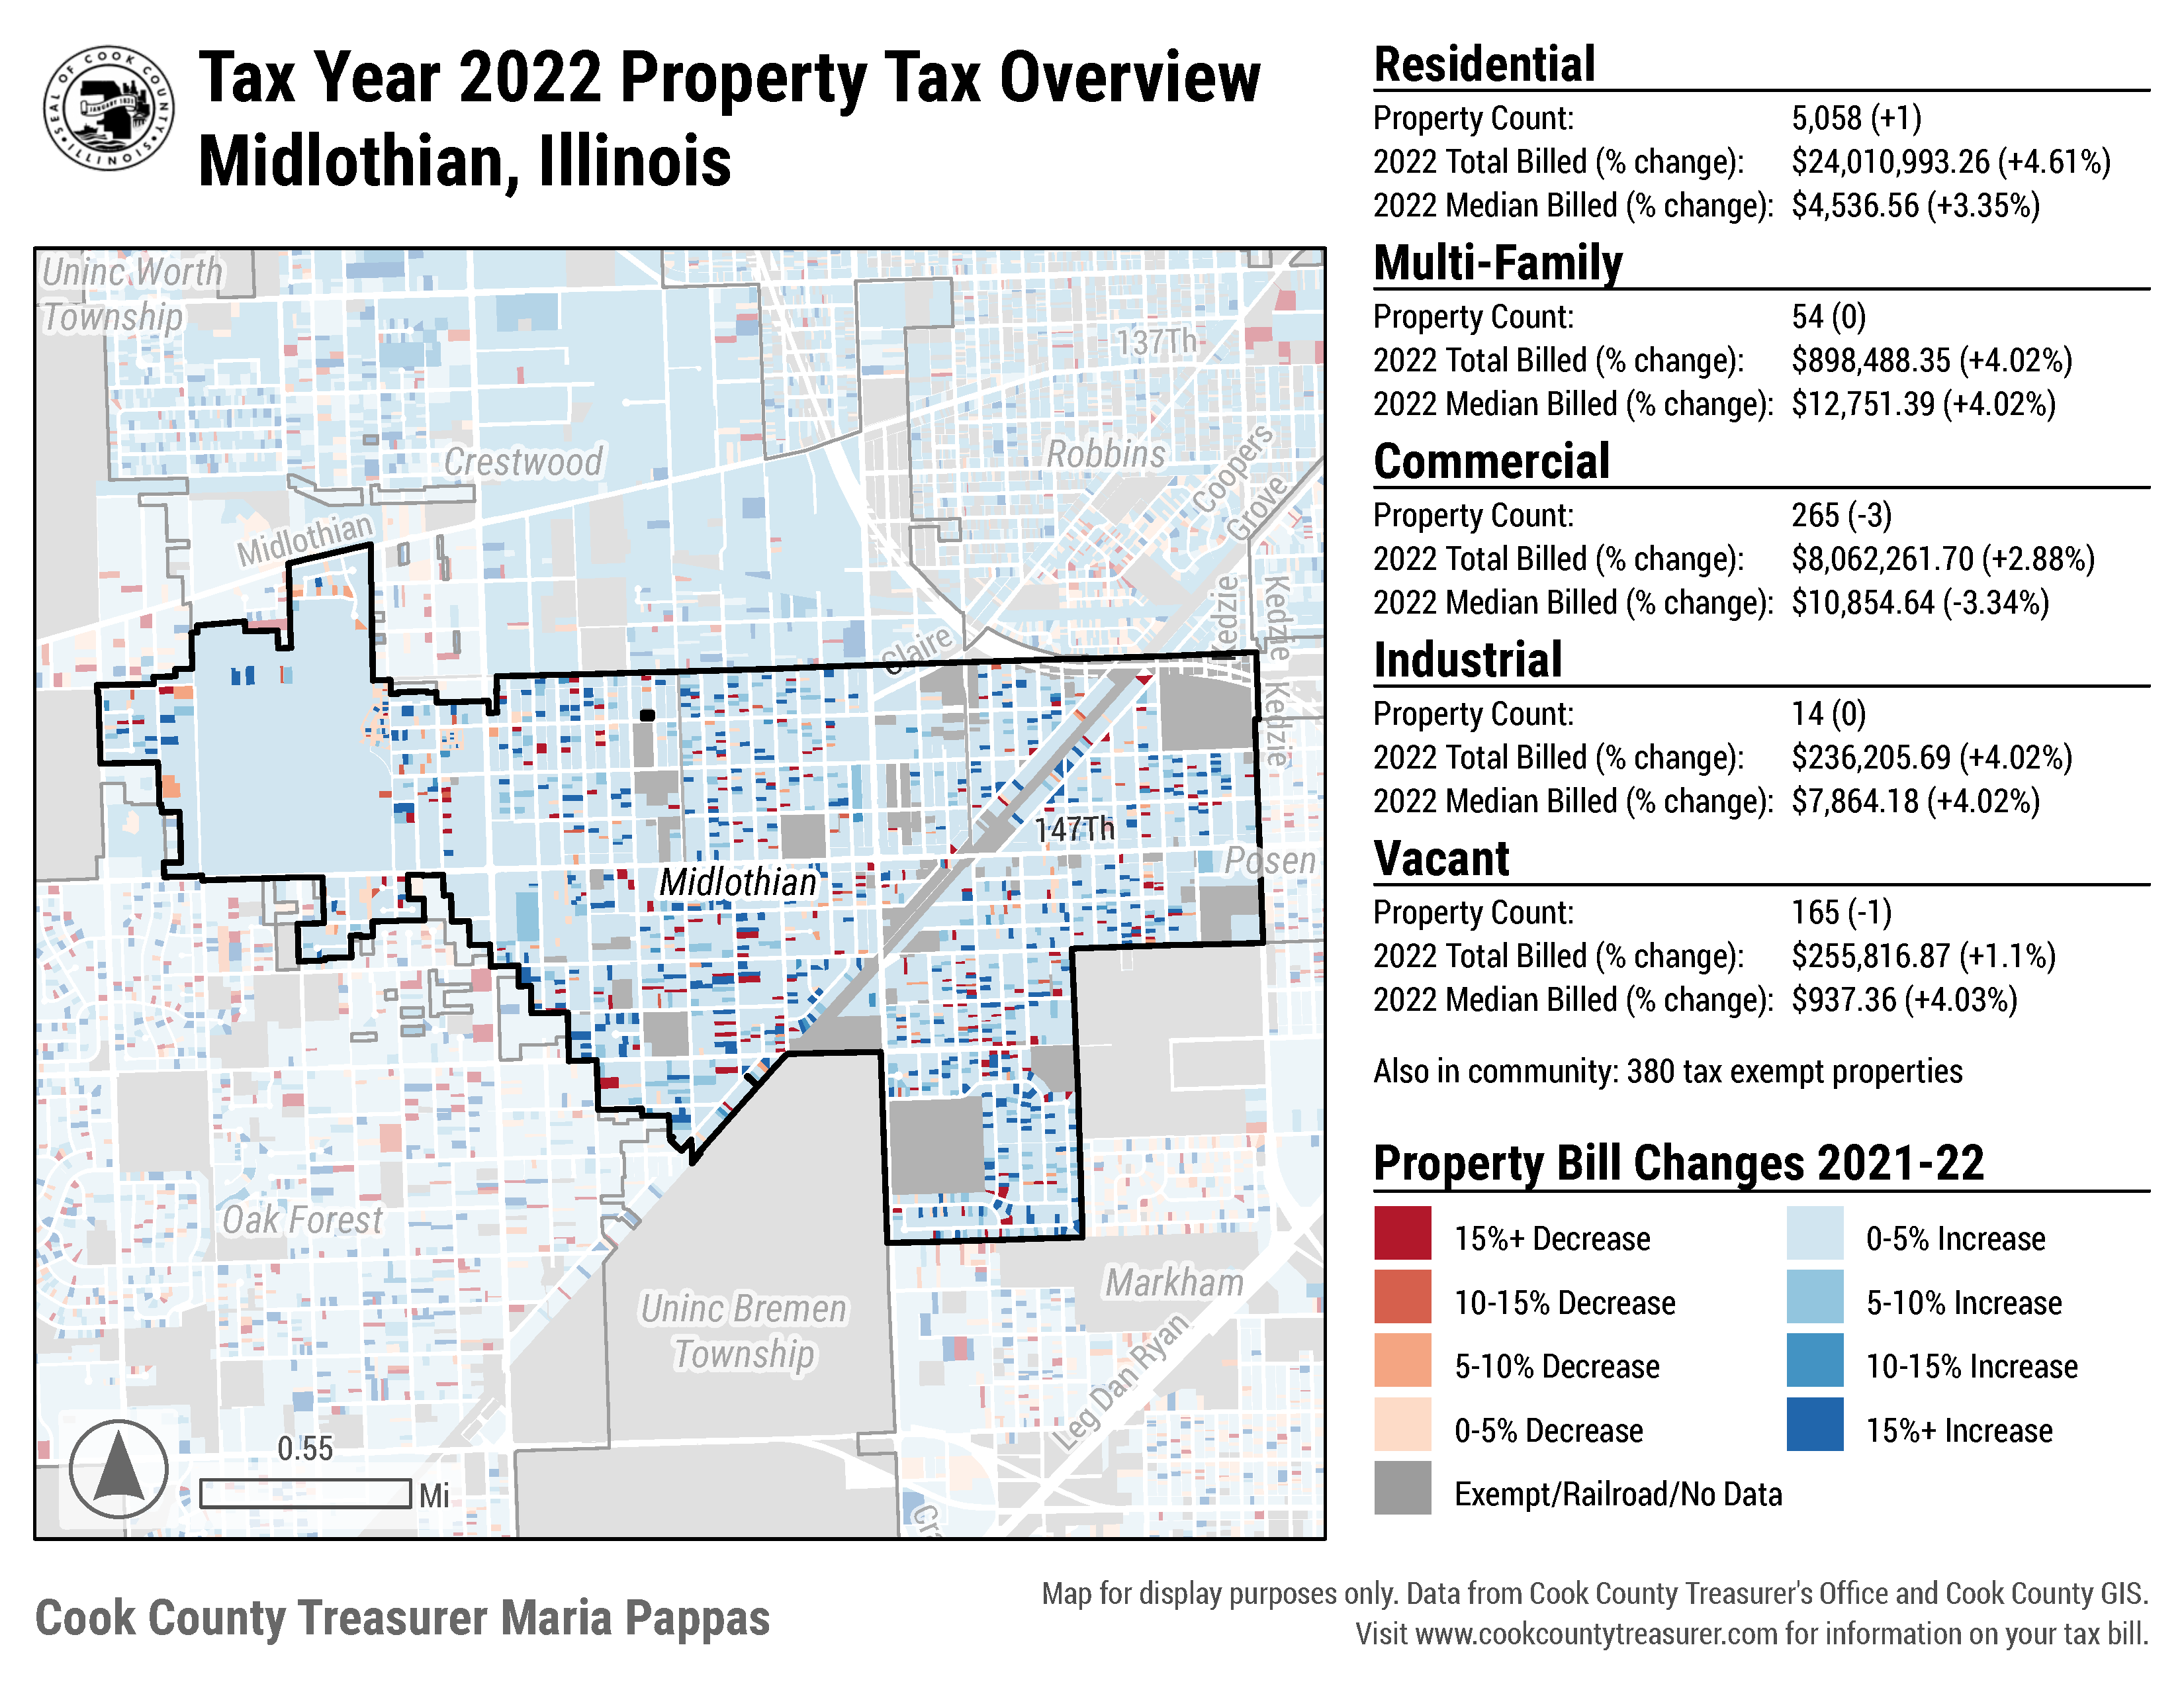 SEAL OF COOK COUNTY
JANUARY 1831
ILLINOIS
Tax Year 2022 Property Tax Overview
Midlothian, Illinois
Uninc Worth
Township
137Th
Crestwood
Robbins
Coopers
Grove
Midlothian
Kedzie
Kedzie
Claire
Kedzie
147Th
Midlothian
Posen
Oak Forest
Uninc Bremen
Township
Markham
Leg Dan Ryan
0.55
Mi
Residential
Property Count: 5,058 (+1)
2022 Total Billed (% change): $24,010,993.26 (+4.61%)
2022 Median Billed (% change): $4,536.56 (+3.35%)
Multi-Family
Property Count: 54 (0)
2022 Total Billed (% change): $898,488.35 (+4.02%)
2022 Median Billed (% change): $12,751.39 (+4.02%)
Commercial
Property Count: 265 (-3)
2022 Total Billed (% change): $8,062,261.70 (+2.88%)
2022 Median Billed (% change): $10,854.64 (-3.34%)
Industrial
Property Count: 14 (0)
2022 Total Billed (% change): $236,205.69 (+4.02%)
2022 Median Billed (% change): $7,864.18 (+4.02%)
Vacant
Property Count: 165 (-1)
2022 Total Billed (% change): $255,816.87 (+1.1%)
2022 Median Billed (% change): $937.36 (+4.03%)
Also in community: 380 tax exempt properties
Property Bill Changes 2021-22
15%+ Decrease
0-5% Increase
10-15% Decrease
5-10% Increase
5-10% Decrease
10-15% Increase
0-5% Decrease
15%+ Increase
Exempt/Railroad/No Data
Cook County Treasurer Maria Pappas
Map for display purposes only. Data from Cook County Treasurer's Office and Cook County GIS.
Visit www.cookcountytreasurer.com for information on your tax bill.